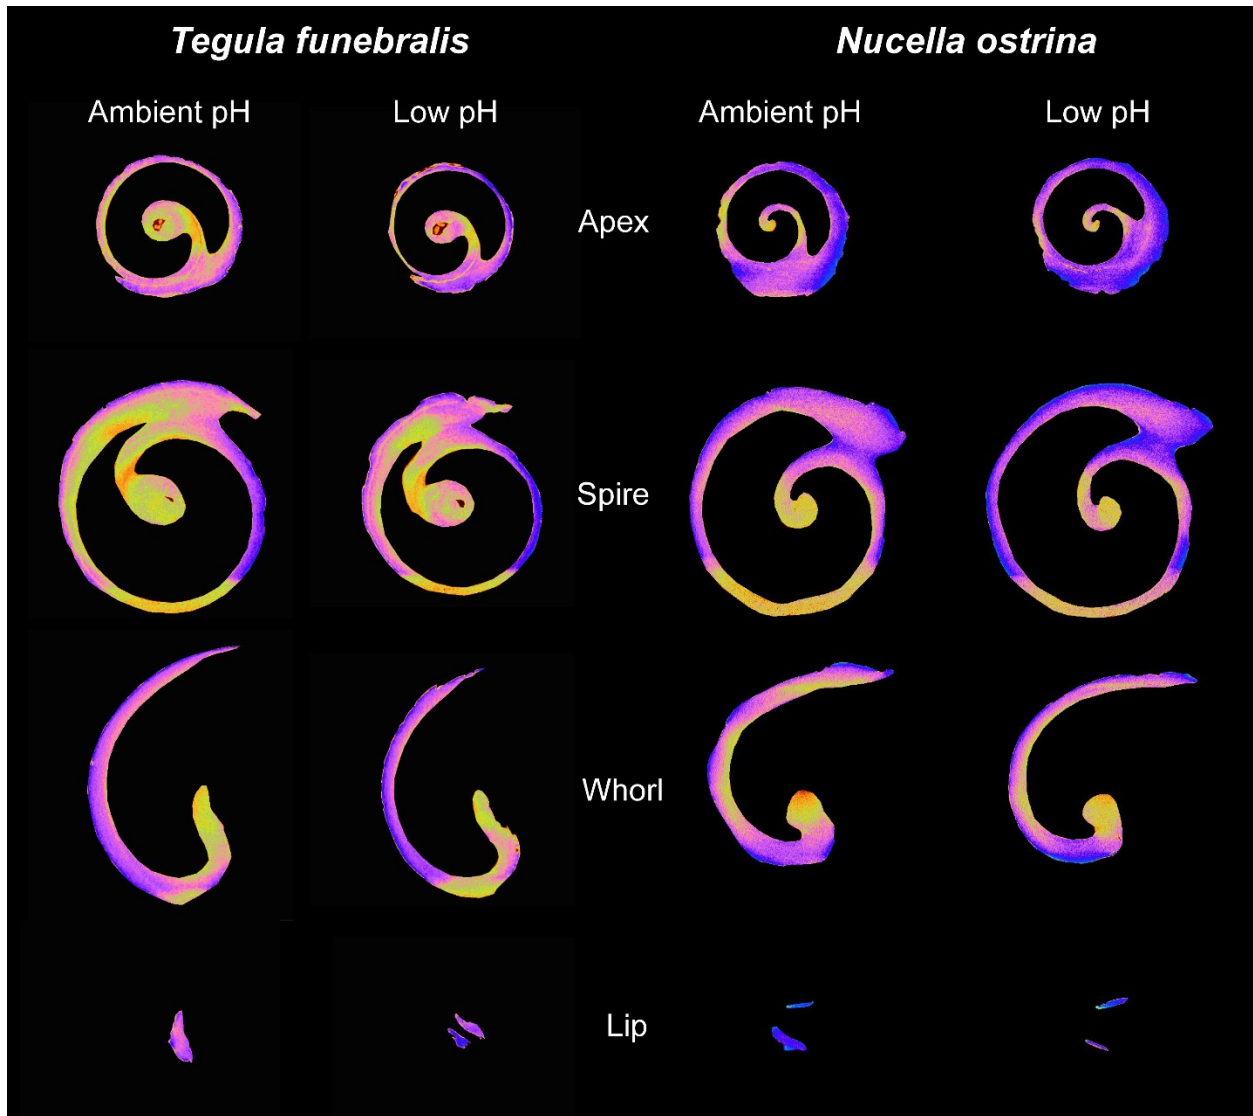 Tegula funebralis
Nucella ostrina
Ambient pH
Low pH
Ambient pH
Low pH
Apex
Spire
Whorl
Lip